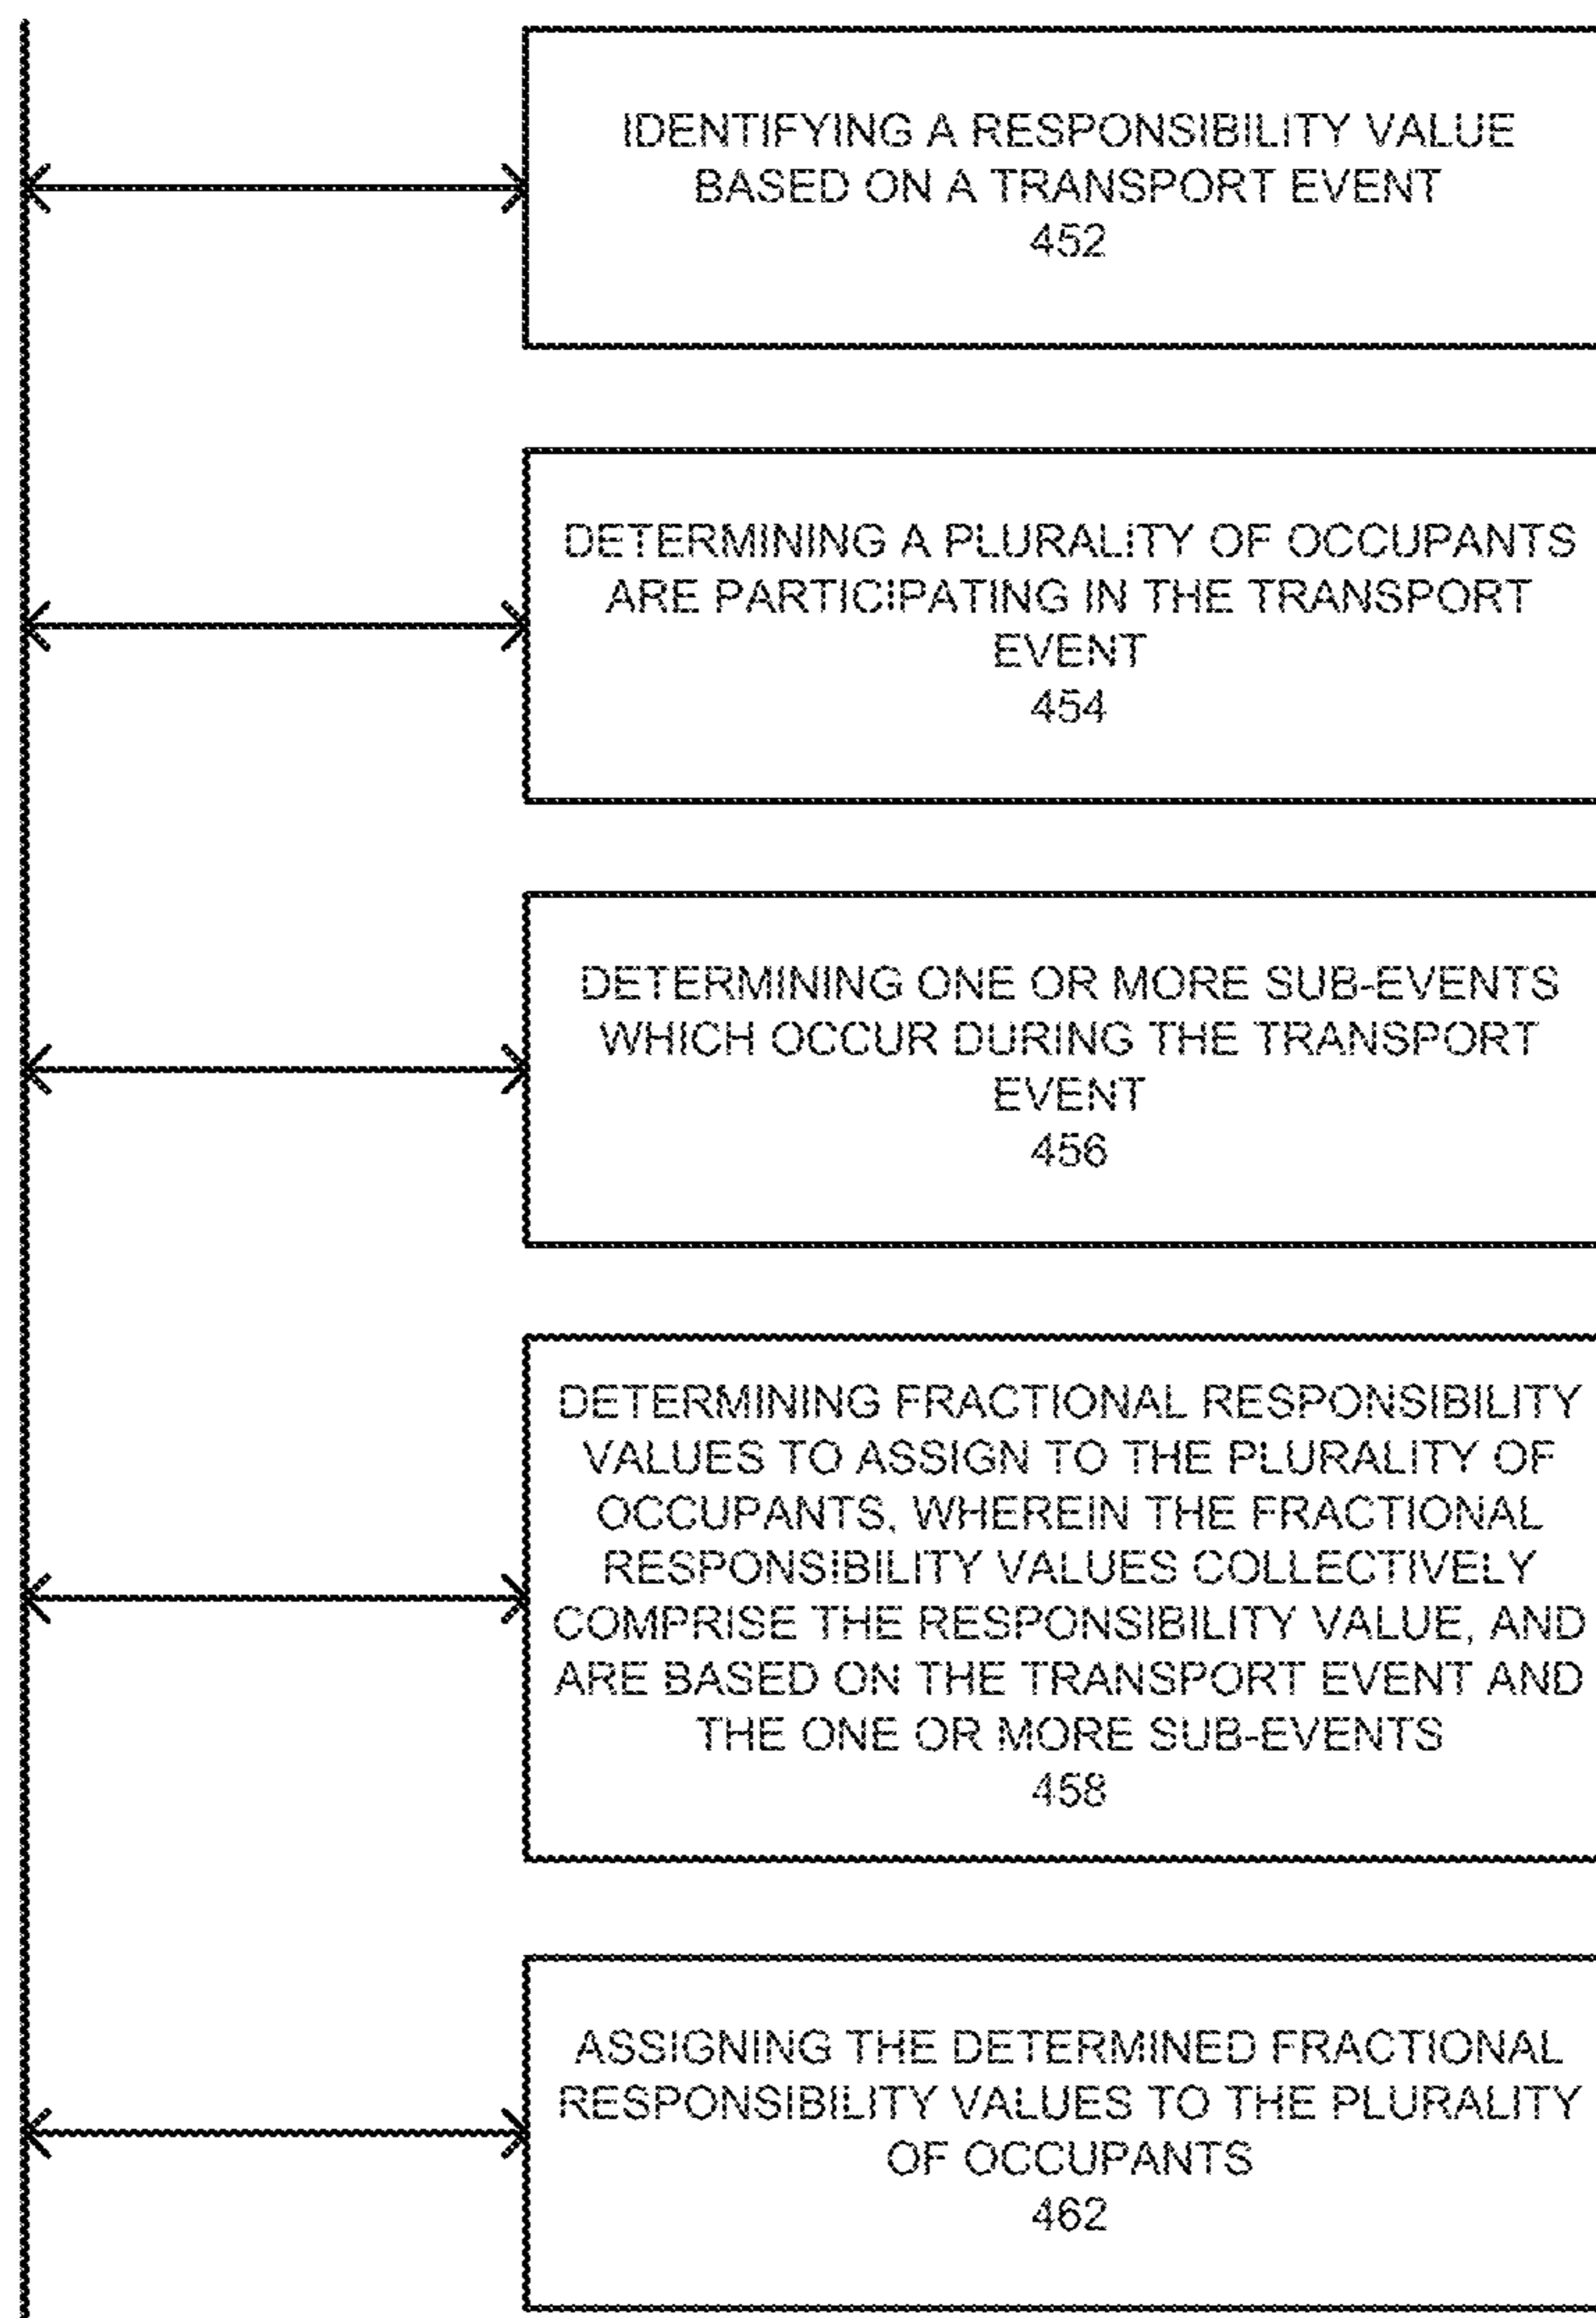 IDENTIFYING A RESPONSIBILITY VALUE
BASED ON A TRANSPORT EVENT
452
DETERMINING A PLURALITY OF OCCUPANTS
ARE PARTICIPATING IN THE TRANSPORT
EVENT
454
DETERMINING ONE OR MORE SUB-EVENTS
WHICH OCCUR DURING THE TRANSPORT
EVENT
456
DETERMINING FRACTIONAL RESPONSIBILITY
VALUES TO ASSIGN TO THE PLURALITY OF
OCCUPANTS, WHEREIN THE FRACTIONAL
RESPONSIBILITY VALUES COLLECTIVELY
COMPRISE THE RESPONSIBILITY VALUE, AND
ARE BASED ON THE TRANSPORT EVENT AND
THE ONE OR MORE SUB-EVENTS
458
ASSIGNING THE DETERMINED FRACTIONAL
RESPONSIBILITY VALUES TO THE PLURALITY
OF OCCUPANTS
462